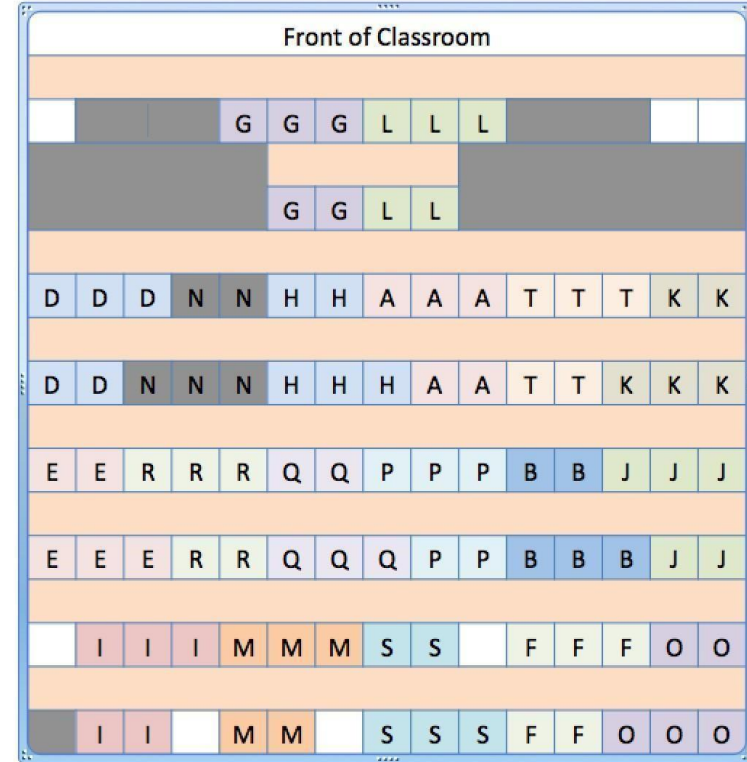 Front of Classroom
G G G L L L
G G L L
D D D N N H H A A A T T T K K
D D N N N H H H A A T T K K K
E E R R R Q Q P P P B B J J J
E E E R R Q Q Q P P B B B J J
I I I M M M S S F F F O O
I I M M S S S F F O O O